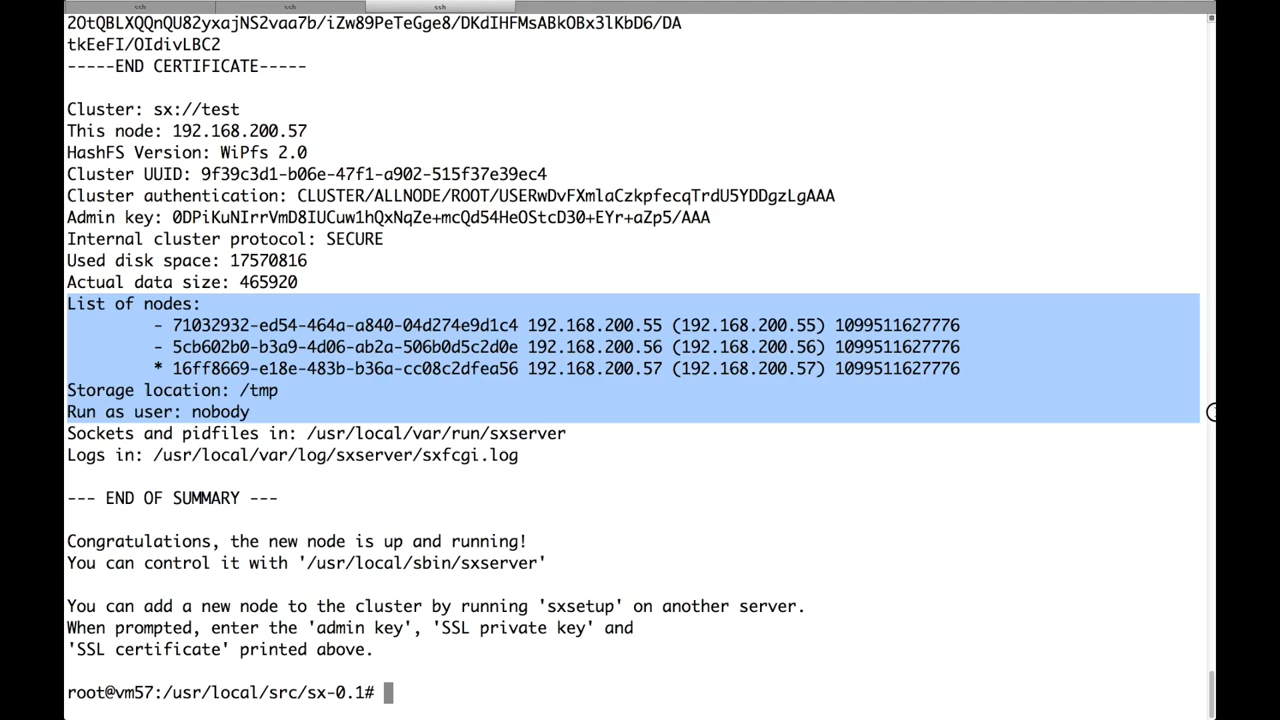 ssh ssh ssh
2OtQBLXQQnQU82yxajNS2vaa7b/iZw89PeTeGge8/DKdIHFMsABkOBx3lKbD6/DA
tkEeFI/OIdivLBC2
-----END CERTIFICATE-----
Cluster: sx://test
This node: 192.168.200.57
HashFS Version: WiPfs 2.0
Cluster UUID: 9f39c3d1-b06e-47f1-a902-515f37e39ec4
Cluster authentication: CLUSTER/ALLNODE/ROOT/USERwDvFXmlaCzkpfecqTrdU5YDDgzLgAAA
Admin key: 0DPiKuNIrrVmD8IUCuw1hQxNqZe+mcQd54HeOStcD30+EYr+aZp5/AAA
Internal cluster protocol: SECURE
Used disk space: 17570816
Actual data size: 465920
List of nodes:
- 71032932-ed54-464a-a840-04d274e9d1c4 192.168.200.55 (192.168.200.55) 1099511627776
- 5cb602b0-b3a9-4d06-ab2a-506b0d5c2d0e 192.168.200.56 (192.168.200.56) 1099511627776
* 16ff8669-e18e-483b-b36a-cc08c2dfea56 192.168.200.57 (192.168.200.57) 1099511627776
Storage location: /tmp
Run as user: nobody
Sockets and pidfiles in: /usr/local/var/run/sxserver
Logs in: /usr/local/var/log/sxserver/sxfcgi.log
--- END OF SUMMARY ---
Congratulations, the new node is up and running!
You can control it with '/usr/local/sbin/sxserver'
You can add a new node to the cluster by running 'sxsetup' on another server.
When prompted, enter the 'admin key', 'SSL private key' and
'SSL certificate' printed above.
root@vm57:/usr/local/src/sx-0.1#